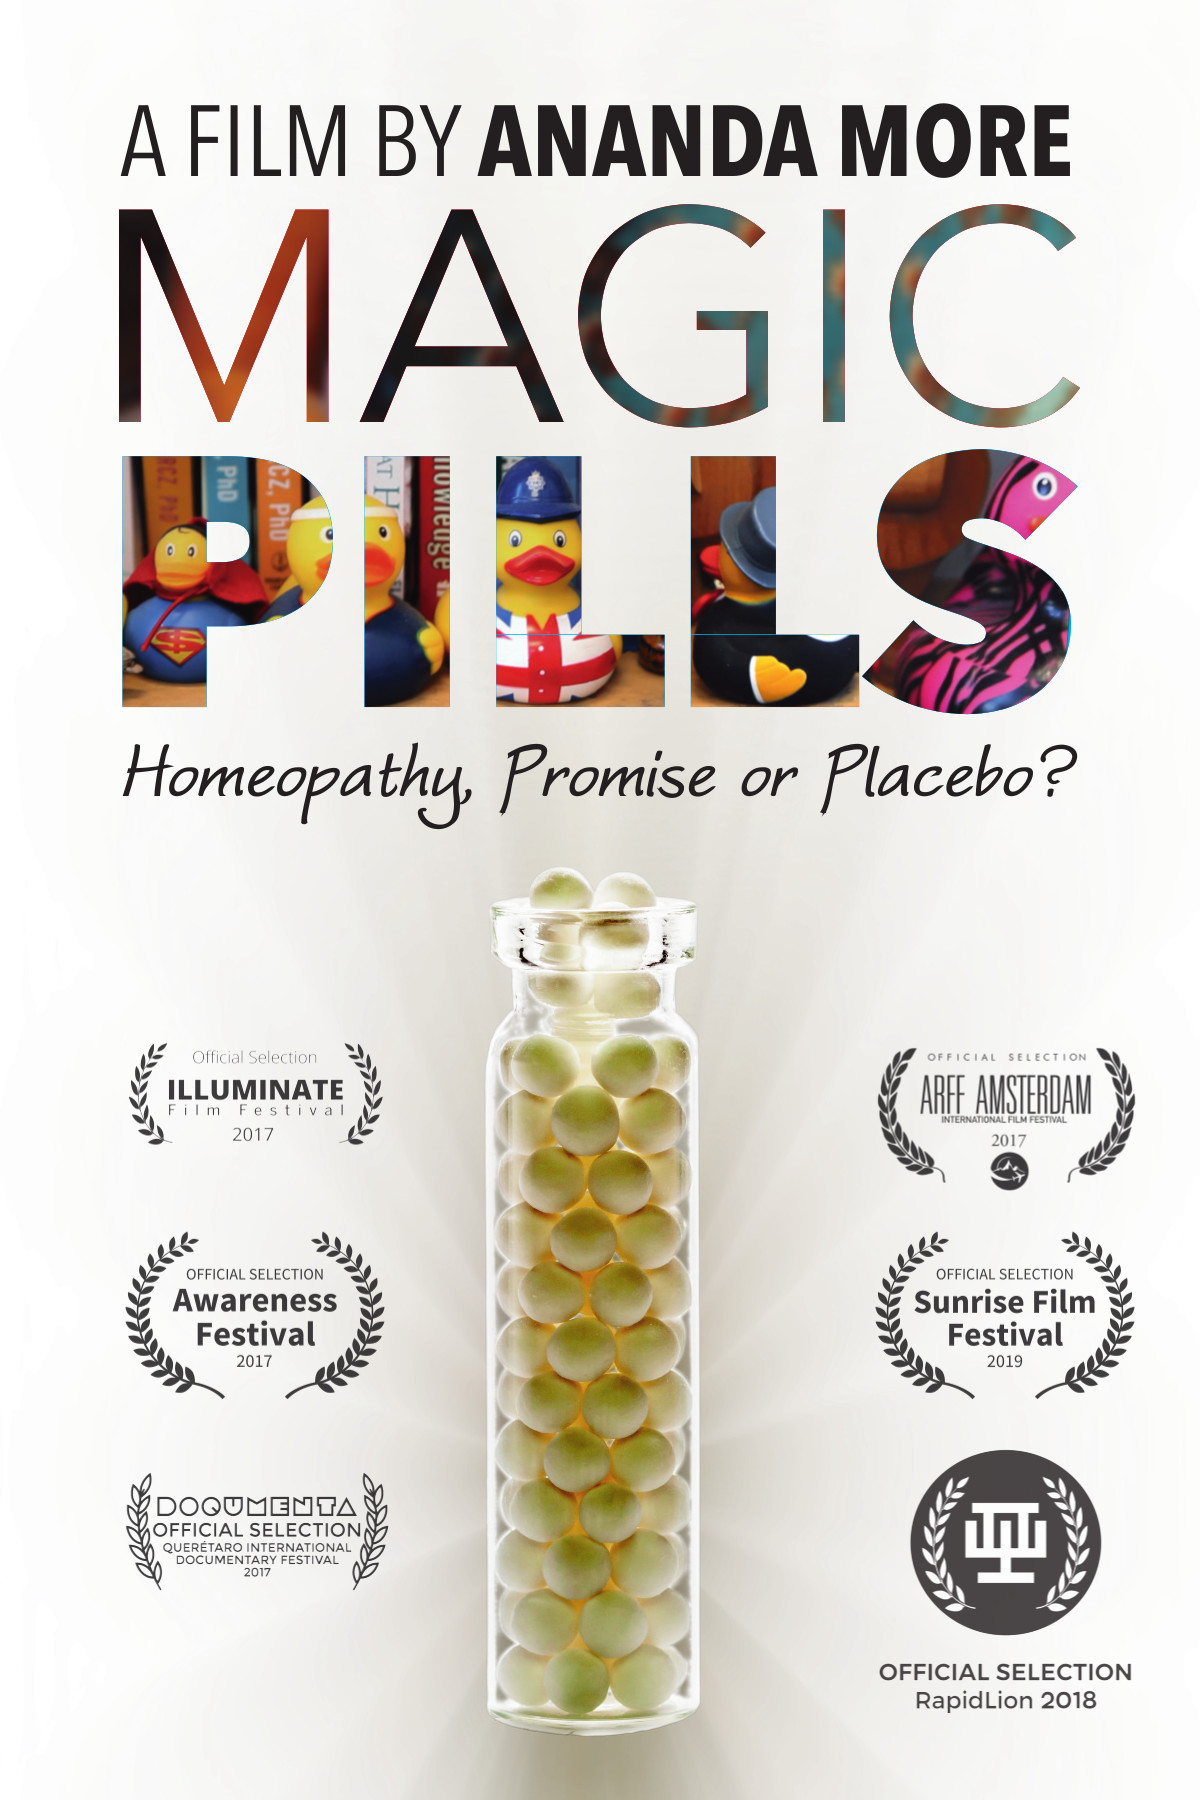 A FILM BY ANANDA MORE
MAGIC
PILLS
Homeopathy, Promise or Placebo?
Official Selection
ILLUMINATE
Film Festival
2017
OFFICIAL SELECTION
ARFF AMSTERDAM
INTERNATIONAL FILM FESTIVAL
2017
OFFICIAL SELECTION
Awareness
Festival
2017
OFFICIAL SELECTION
Sunrise Film
Festival
2019
DOQUMENTA
OFFICIAL SELECTION
QUERÉTARO INTERNATIONAL
DOCUMENTARY FESTIVAL
2017
OFFICIAL SELECTION
RapidLion 2018